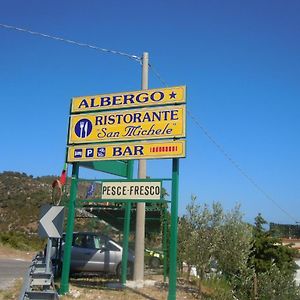 ALBERGO ★
RISTORANTE
"San Michele"
P BAR
PESCE-FRESCO